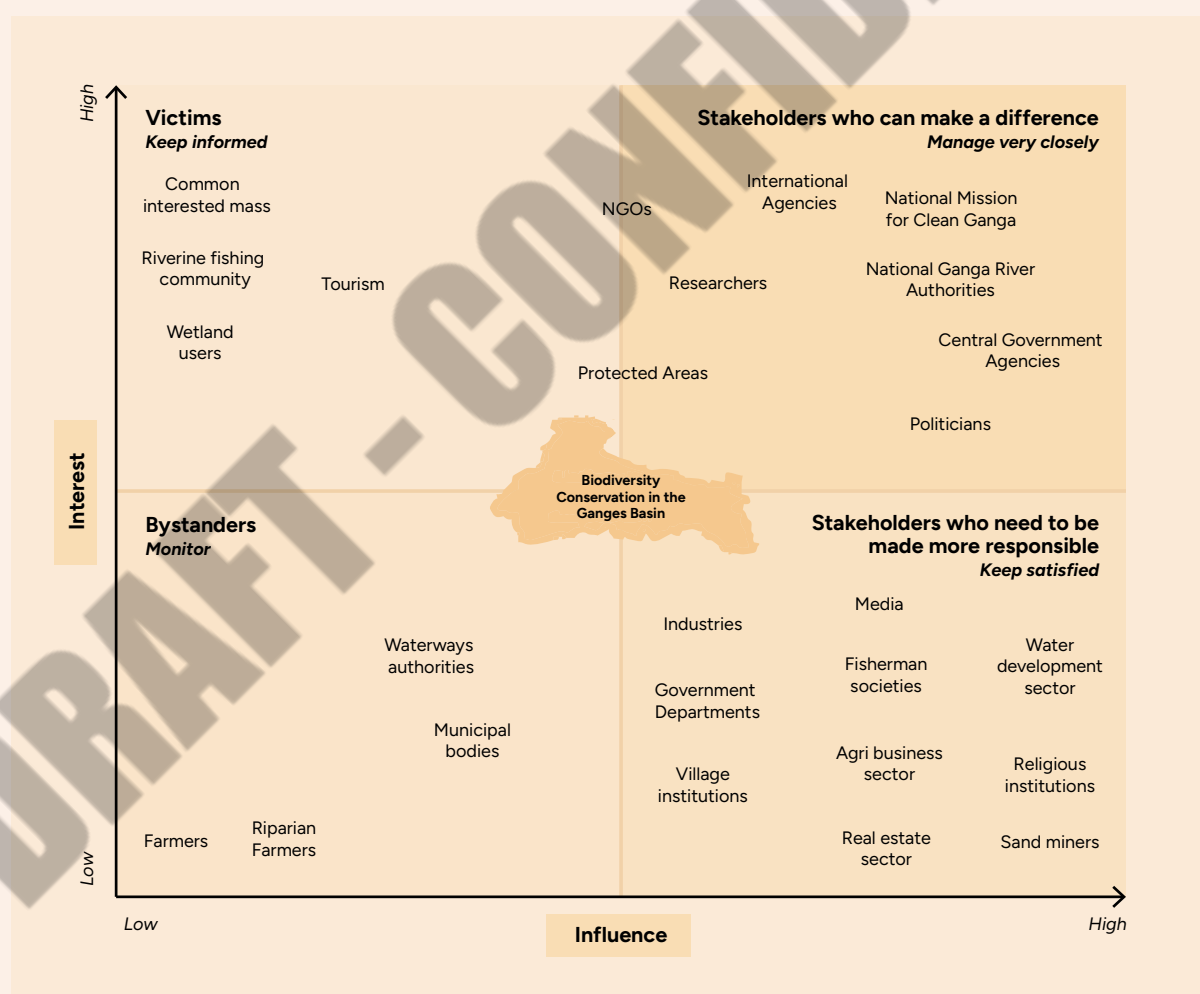 DRAFT - CONFID
High
Victims
Keep informed
Common
interested mass
Riverine fishing
community
Tourism
Wetland
users
Stakeholders who can make a difference
Manage very closely
NGOs
International
Agencies
National Mission
for Clean Ganga
Researchers
National Ganga River
Authorities
Protected Areas
Central Government
Agencies
Politicians
Interest
Biodiversity
Conservation in the
Ganges Basin
Bystanders
Monitor
Waterways
authorities
Municipal
bodies
Farmers
Riparian
Farmers
Stakeholders who need to be
made more responsible
Keep satisfied
Media
Industries
Water
development
sector
Fisherman
societies
Government
Departments
Agri business
sector
Religious
institutions
Village
institutions
Real estate
sector
Sand miners
Low
Low
Influence
High